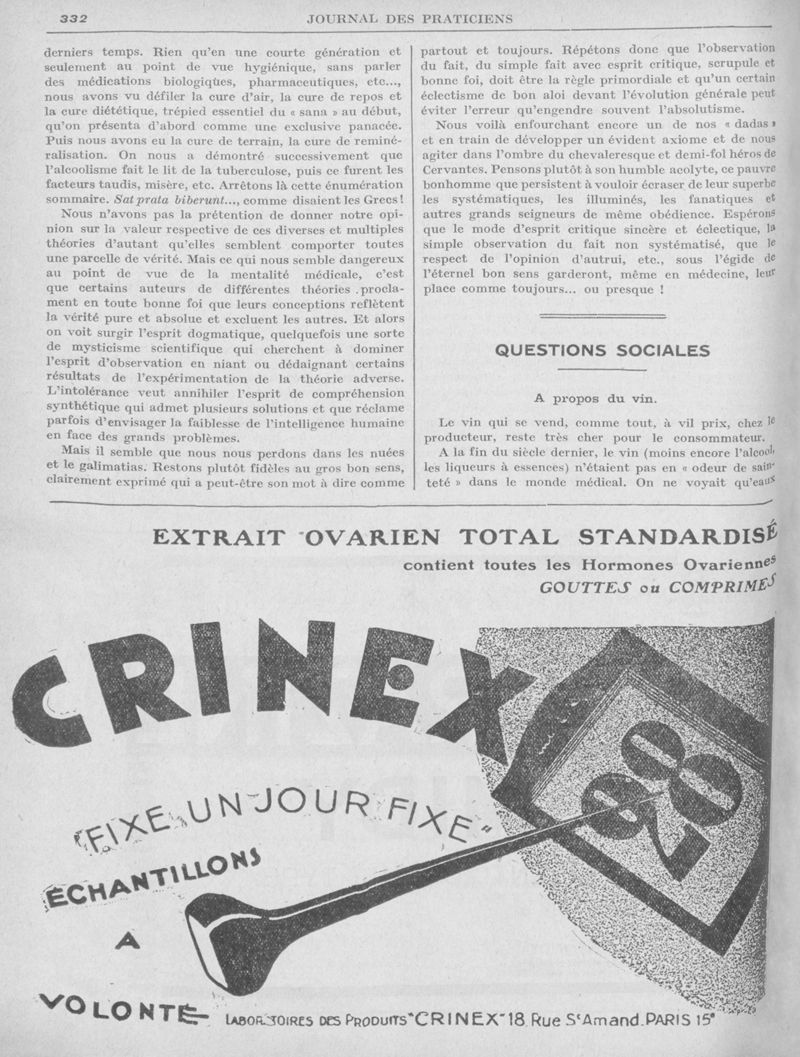 332
JOURNAL DES PRATICIENS
derniers temps. Rien qu'en une courte génération et
seulement au point de vue hygiénique, sans parler
des médications biologiques, pharmaceutiques, etc...,
nous avons vu défiler la cure d'air, la cure de repos et
la cure diététique, trépied essentiel du « sana » au début,
qu'on présenta d'abord comme une exclusive panacée.
Puis nous avons eu la cure de terrain, la cure de reminé-
ralisation. On nous a démontré successivement que
l'alcoolisme fait le lit de la tuberculose, puis ce furent les
facteurs taudis, misère, etc. Arrêtons là cette énumération
sommaire. Sat prata biberunt..., comme disaient les Grecs !
Nous n'avons pas la prétention de donner notre opi-
nion sur la valeur respective de ces diverses et multiples
théories d'autant qu'elles semblent comporter toutes
une parcelle de vérité. Mais ce qui nous semble dangereux
au point de vue de la mentalité médicale, c'est
que certains auteurs de différentes théories .procla-
ment en toute bonne foi que leurs conceptions reflètent
la vérité pure et absolue et excluent les autres. Et alors
on voit surgir l'esprit dogmatique, quelquefois une sorte
de mysticisme scientifique qui cherchent à dominer
l'esprit d'observation en niant ou dédaignant certains
résultats de l'expérimentation de la théorie adverse.
L'intolérance veut annihiler l'esprit de compréhension
synthétique qui admet plusieurs solutions et que réclame
parfois d'envisager la faiblesse de l'intelligence humaine
en face des grands problèmes.
Mais il semble que nous nous perdons dans les nuées
et le galimatias. Restons plutôt fidèles au gros bon sens,
clairement exprimé qui a peut-être son mot à dire comme
partout et toujours. Répétons donc que l'observation
du fait, du simple fait avec esprit critique, scrupule et
bonne foi, doit être la règle primordiale et qu'un certain
éclectisme de bon aloi devant l'évolution générale peut
éviter l'erreur qu'engendre souvent l'absolutisme.
Nous voilà enfourchant encore un de nos « dadas »
et en train de développer un évident axiome et de nous
agiter dans l'ombre du chevaleresque et demi-fol héros de
Cervantes. Pensons plutôt à son humble acolyte, ce pauvre
bonhomme que persistent à vouloir écraser de leur superbe
les systématiques, les illuminés, les fanatiques et
autres grands seigneurs de même obédience. Espérons
que le mode d'esprit critique sincère et éclectique, la
simple observation du fait non systématisé, que le
respect de l'opinion d'autrui, etc., sous l'égide de
l'éternel bon sens garderont, même en médecine, leur
place comme toujours... ou presque !
QUESTIONS SOCIALES
A propos du vin.
Le vin qui se vend, comme tout, à vil prix, chez le
producteur, reste très cher pour le consommateur.
A la fin du siècle dernier, le vin (moins encore l'alcool,
les liqueurs à essences) n'étaient pas en « odeur de sain-
teté » dans le monde médical. On ne voyait qu'eaux
EXTRAIT OVARIEN TOTAL STANDARDISÉ
contient toutes les Hormones Ovariennes
GOUTTES ou COMPRIMES
CRINEX
28
"FIXE UN JOUR FIXE"
ÉCHANTILLONS
A
VOLONTÉ
LABORATOIRES DES PRODUITS "CRINEX" 18 Rue St Amand. PARIS 15e